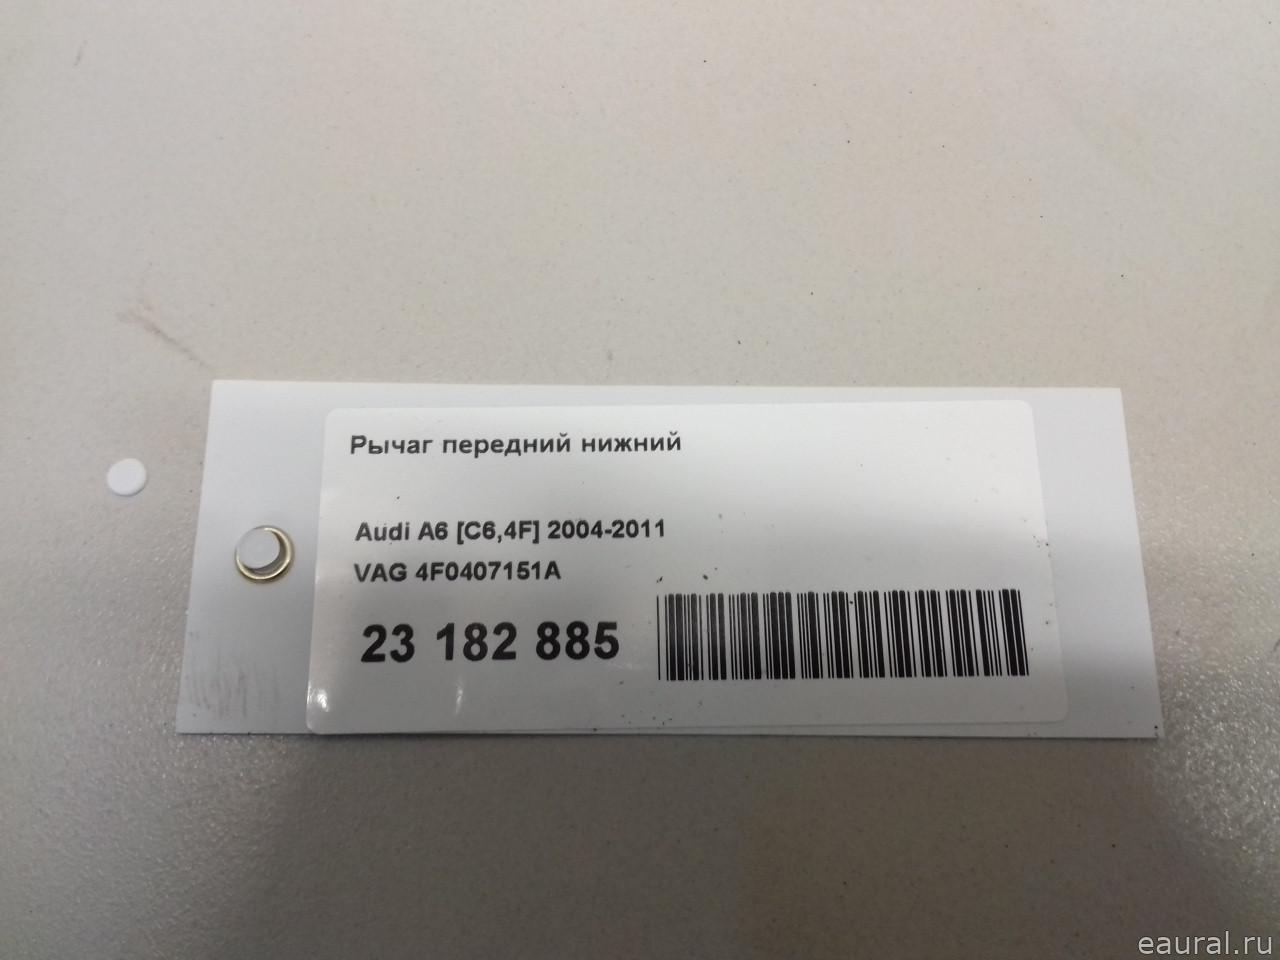 Рычаг передний нижний
Audi A6 [C6,4F] 2004-2011
VAG 4F0407151A
23 182 885
eaural.ru